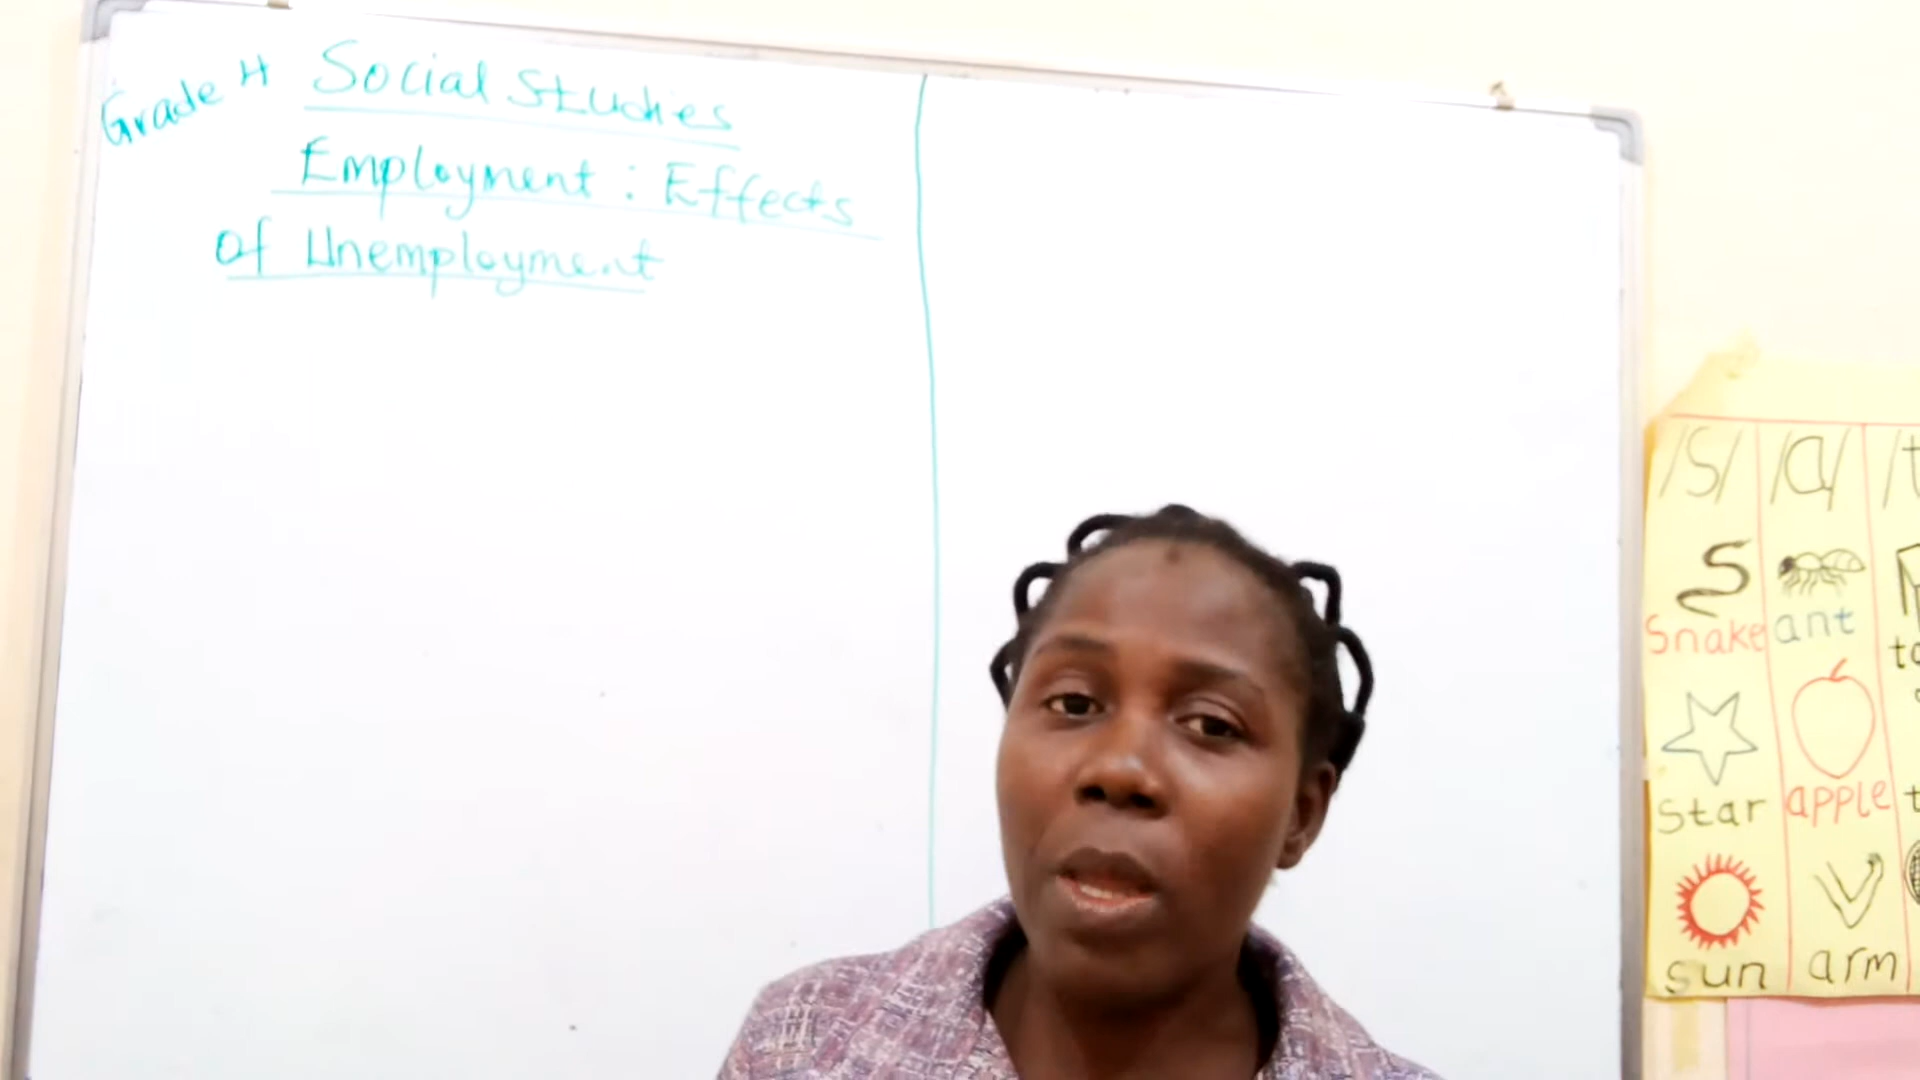 Grade 4 Social Studies
Employment : Effects
of Unemployment
/S/ /a/ /t
Snake ant
star apple
sun arm